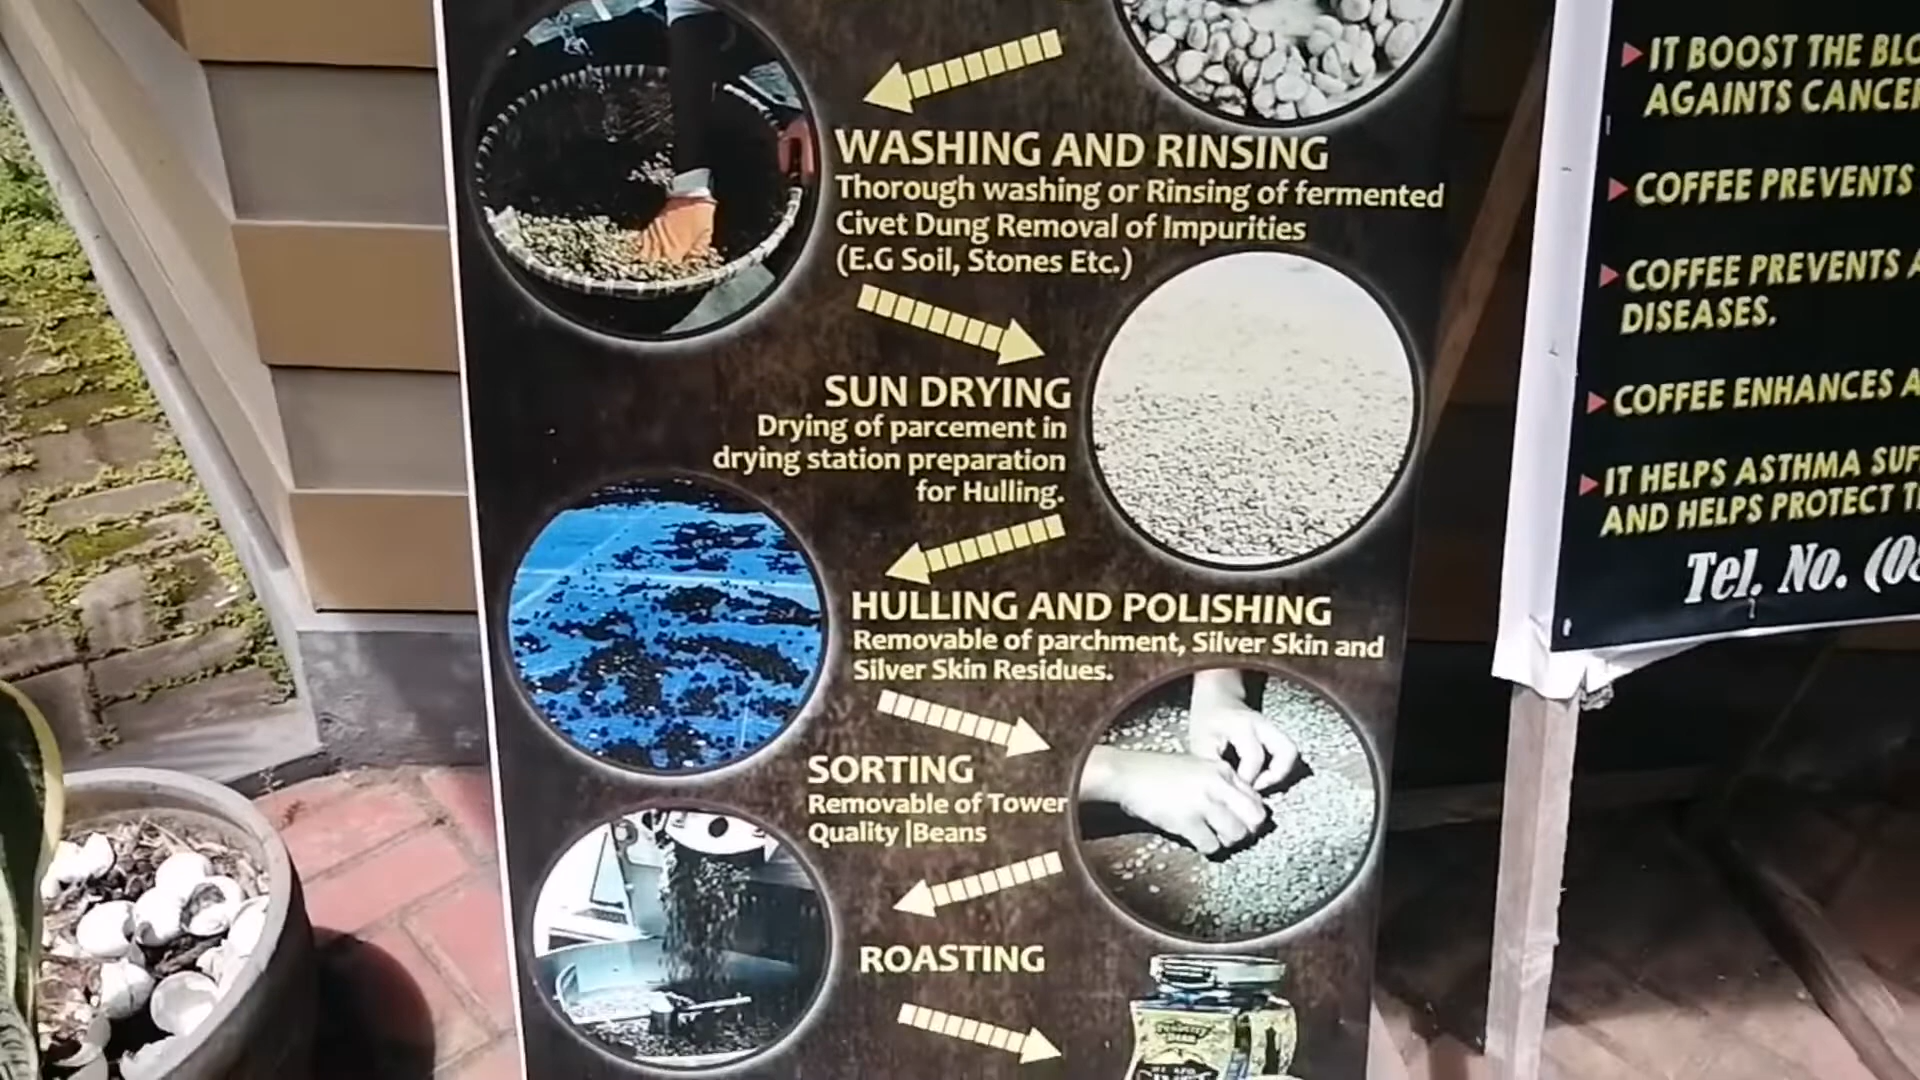 WASHING AND RINSING
Thorough washing or Rinsing of fermented
Civet Dung Removal of Impurities
(E.G Soil, Stones Etc.)
SUN DRYING
Drying of parcement in
drying station preparation
for Hulling.
HULLING AND POLISHING
Removable of parchment, Silver Skin and
Silver Skin Residues.
SORTING
Removable of Tower
Quality |Beans
ROASTING
IT BOOST THE
AGAINTS
COFFEE PREVENTS
COFFEE PREVENTS
DISEASES.
COFFEE ENHANCES
IT HELPS ASTHMA
AND HELPS PROTECT
Tel. No.